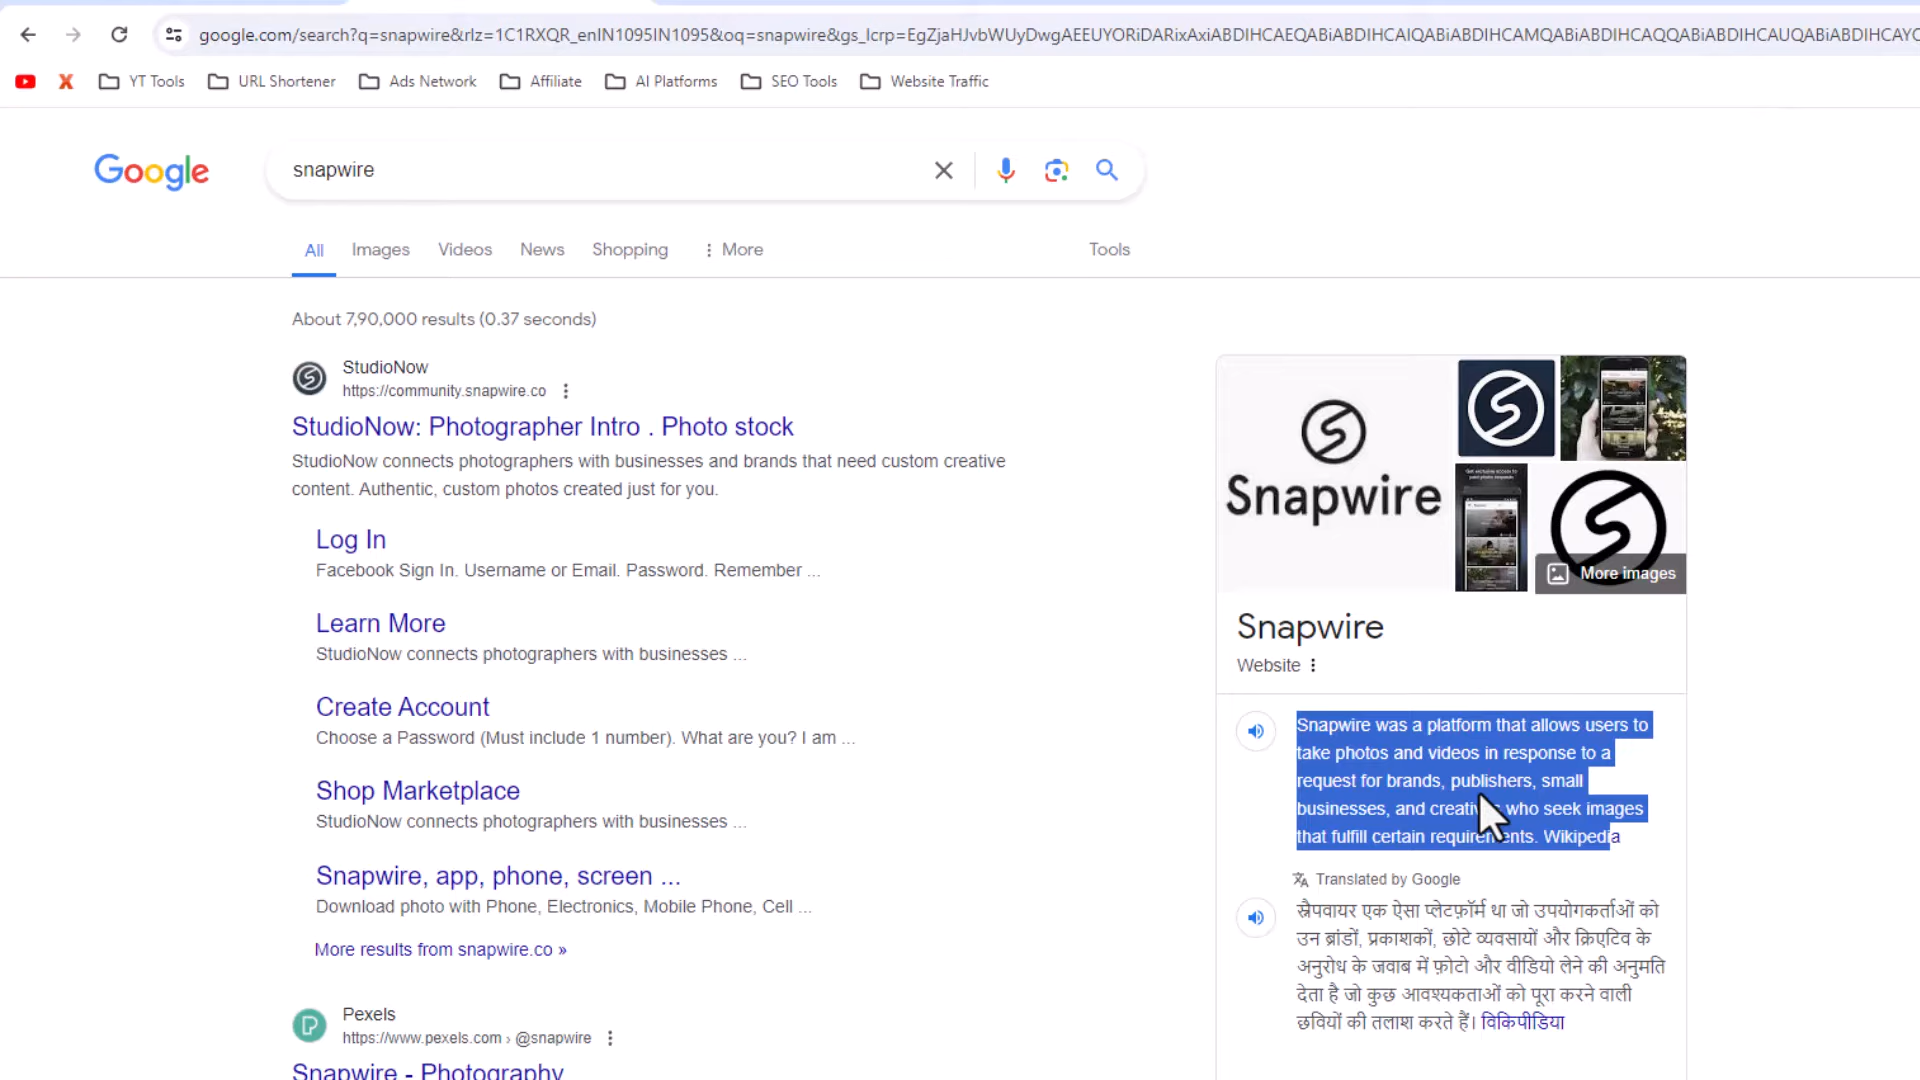 google.com/search?q=snapwire&rlz=1C1RXQR_enIN1095IN1095&oq=snapwire&gs_lcrp=EgZjaHJvbWUyDwgAEEUYORiDARixAxiABDIHCAEQABiABDIHCAIQABiABDIHCAMQABiABDIHCAQQABiABDIHCAUQABiABDIHCAYQ
YT Tools
URL Shortener
Ads Network
Affiliate
AI Platforms
SEO Tools
Website Traffic
Google
snapwire
All
Images
Videos
News
Shopping
More
Tools
About 7,90,000 results (0.37 seconds)
StudioNow
https://community.snapwire.co
StudioNow: Photographer Intro . Photo stock
StudioNow connects photographers with businesses and brands that need custom creative
content. Authentic, custom photos created just for you.
Log In
Facebook Sign In. Username or Email. Password. Remember ...
Learn More
StudioNow connects photographers with businesses ...
Create Account
Choose a Password (Must include 1 number). What are you? I am ...
Shop Marketplace
StudioNow connects photographers with businesses ...
Snapwire, app, phone, screen ...
Download photo with Phone, Electronics, Mobile Phone, Cell ...
More results from snapwire.co »
Pexels
https://www.pexels.com › @snapwire
Snapwire - Photography
Snapwire
More images
Snapwire
Website
Snapwire was a platform that allows users to
take photos and videos in response to a
request for brands, publishers, small
businesses, and creatives who seek images
that fulfill certain requirements. Wikipedia
Translated by Google
स्नैपवायर एक ऐसा प्लेटफ़ॉर्म था जो उपयोगकर्ताओं को
उन ब्रांडों, प्रकाशकों, छोटे व्यवसायों और क्रिएटिव के
अनुरोध के जवाब में फ़ोटो और वीडियो लेने की अनुमति
देता है जो कुछ आवश्यकताओं को पूरा करने वाली
छवियों की तलाश करते हैं। विकिपीडिया